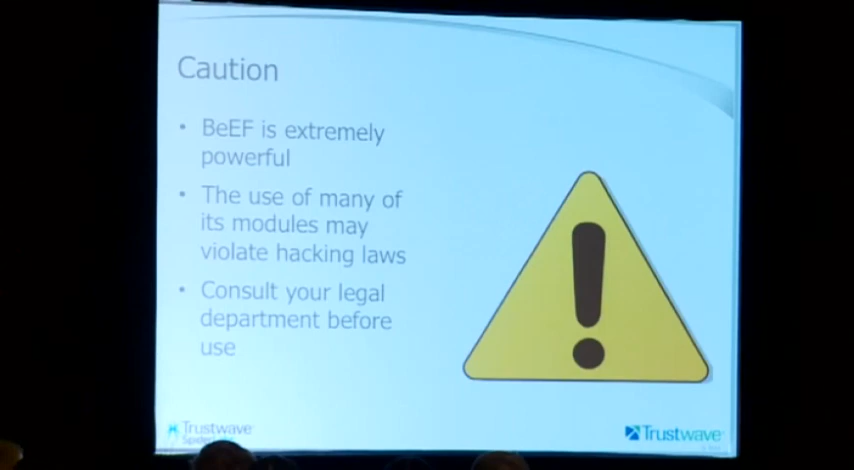 Caution
• BeEF is extremely
powerful
• The use of many of
its modules may
violate hacking laws
• Consult your legal
department before
use
Trustwave
Trustwave